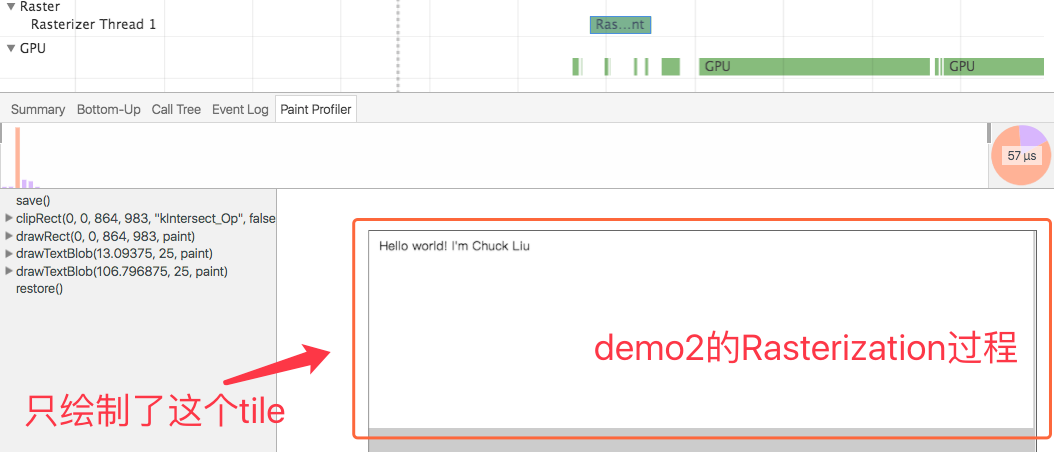 Raster
Rasterizer Thread 1
Ras…nt
GPU
GPU
GPU
Summary
Bottom-Up
Call Tree
Event Log
Paint Profiler
57 μs
save()
clipRect(0, 0, 864, 983, "kIntersect_Op", false
drawRect(0, 0, 864, 983, paint)
drawTextBlob(13.09375, 25, paint)
drawTextBlob(106.796875, 25, paint)
restore()
Hello world! I'm Chuck Liu
demo2的Rasterization过程
只绘制了这个tile